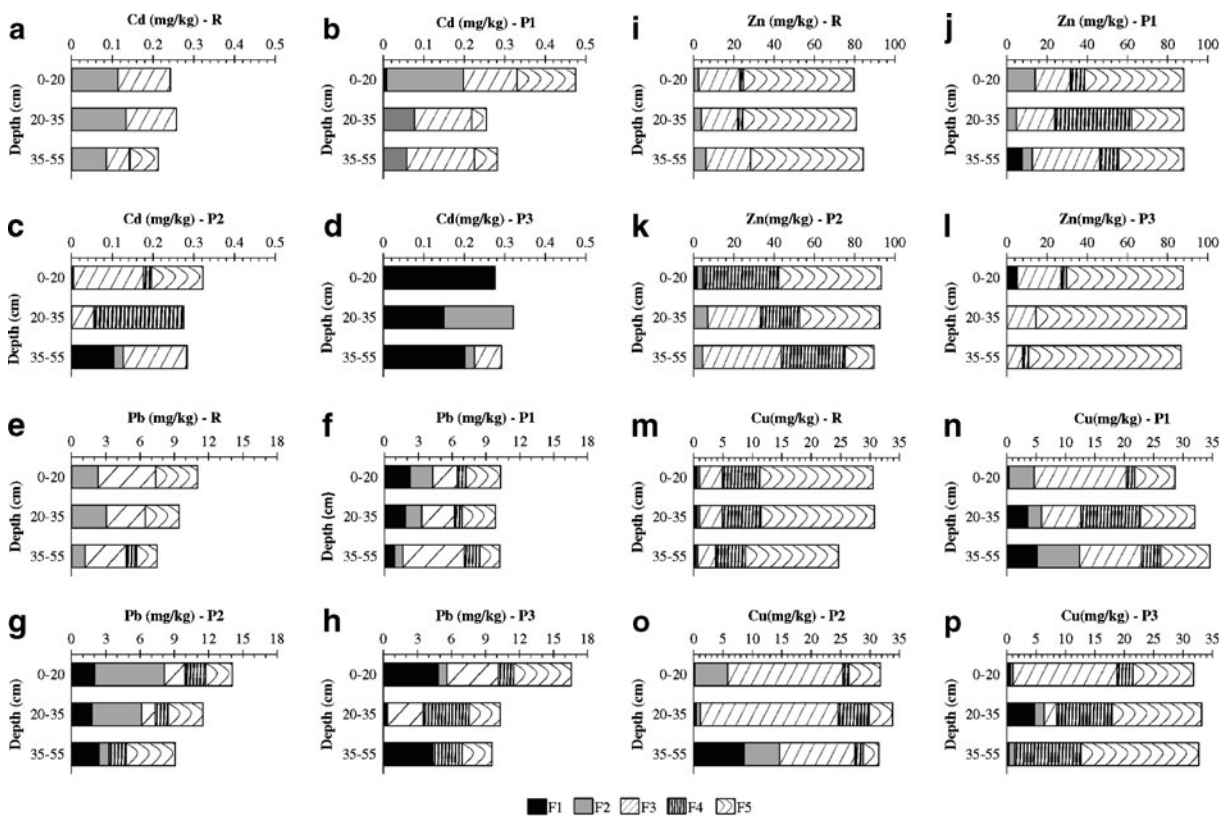 a
Cd (mg/kg) - R
0 0.1 0.2 0.3 0.4 0.5
Depth (cm)
0-20
20-35
35-55
b
Cd (mg/kg) - P1
0 0.1 0.2 0.3 0.4 0.5
Depth (cm)
0-20
20-35
35-55
i
Zn (mg/kg) - R
0 20 40 60 80 100
Depth (cm)
0-20
20-35
35-55
j
Zn (mg/kg) - P1
0 20 40 60 80 100
Depth (cm)
0-20
20-35
35-55
c
Cd (mg/kg) - P2
0 0.1 0.2 0.3 0.4 0.5
Depth (cm)
0-20
20-35
35-55
d
Cd(mg/kg) - P3
0 0.1 0.2 0.3 0.4 0.5
Depth (cm)
0-20
20-35
35-55
k
Zn(mg/kg) - P2
0 20 40 60 80 100
Depth (cm)
0-20
20-35
35-55
l
Zn(mg/kg) - P3
0 20 40 60 80 100
Depth (cm)
0-20
20-35
35-55
e
Pb (mg/kg) - R
0 3 6 9 12 15 18
Depth (cm)
0-20
20-35
35-55
f
Pb (mg/kg) - P1
0 3 6 9 12 15 18
Depth (cm)
0-20
20-35
35-55
m
Cu(mg/kg) - R
0 5 10 15 20 25 30 35
Depth (cm)
0-20
20-35
35-55
n
Cu(mg/kg) - P1
0 5 10 15 20 25 30 35
Depth (cm)
0-20
20-35
35-55
g
Pb (mg/kg) - P2
0 3 6 9 12 15 18
Depth (cm)
0-20
20-35
35-55
h
Pb (mg/kg) - P3
0 3 6 9 12 15 18
Depth (cm)
0-20
20-35
35-55
o
Cu(mg/kg) - P2
0 5 10 15 20 25 30 35
Depth (cm)
0-20
20-35
35-55
p
Cu(mg/kg) - P3
0 5 10 15 20 25 30 35
Depth (cm)
0-20
20-35
35-55
F1 F2 F3 F4 F5